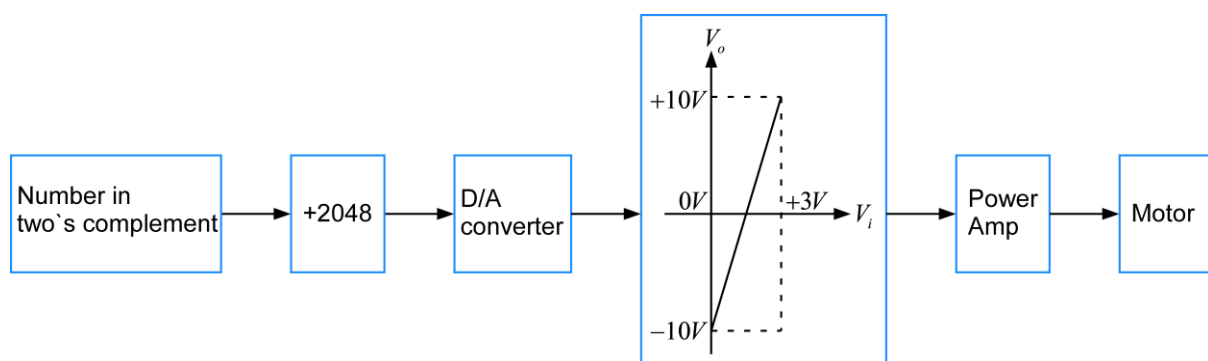 Number in
two`s complement
+2048
D/A
converter
V_o
+10V
0V
+3V
V_i
−10V
Power
Amp
Motor